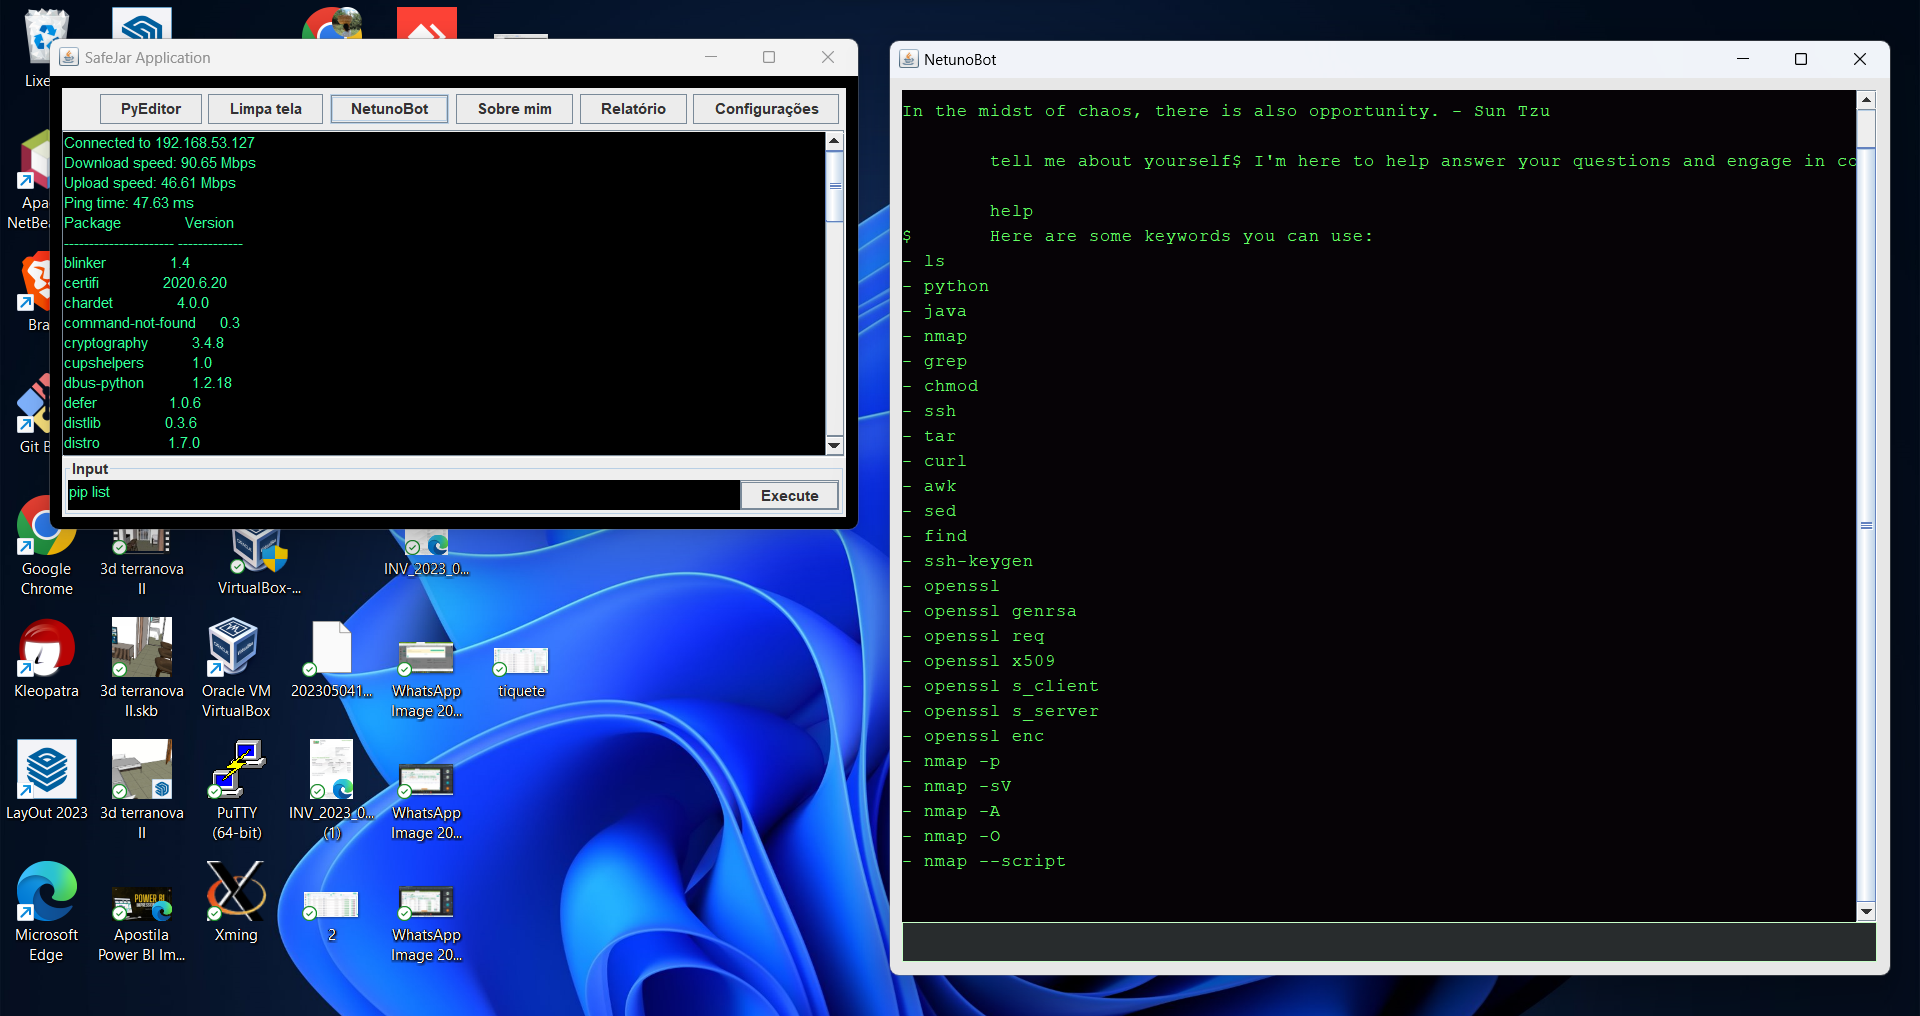 SafeJar Application
PyEditor
Limpa tela
NetunoBot
Sobre mim
Relatório
Configurações
Connected to 192.168.53.127
Download speed: 90.65 Mbps
Upload speed: 46.61 Mbps
Ping time: 47.63 ms
Package Version
---------------------- -------------
blinker 1.4
certifi 2020.6.20
chardet 4.0.0
command-not-found 0.3
cryptography 3.4.8
cupshelpers 1.0
dbus-python 1.2.18
defer 1.0.6
distlib 0.3.6
distro 1.7.0
Input
pip list
Execute
NetunoBot
In the midst of chaos, there is also opportunity. - Sun Tzu
tell me about yourself$ I'm here to help answer your questions and engage in co
help
$ Here are some keywords you can use:
- ls
- python
- java
- nmap
- grep
- chmod
- ssh
- tar
- curl
- awk
- sed
- find
- ssh-keygen
- openssl
- openssl genrsa
- openssl req
- openssl x509
- openssl s_client
- openssl s_server
- openssl enc
- nmap -p
- nmap -sV
- nmap -A
- nmap -O
- nmap --script
Lixe
Apa
NetBea
Bra
Git B
Google
Chrome
3d terranova
II
VirtualBox-...
INV_2023_0...
Kleopatra
3d terranova
II.skb
Oracle VM
VirtualBox
202305041...
WhatsApp
Image 20...
tiquete
LayOut 2023
3d terranova
II
PuTTY
(64-bit)
INV_2023_0...
(1)
WhatsApp
Image 20...
Microsoft
Edge
POWER BI
Apostila
Power BI Im...
Xming
2
WhatsApp
Image 20...